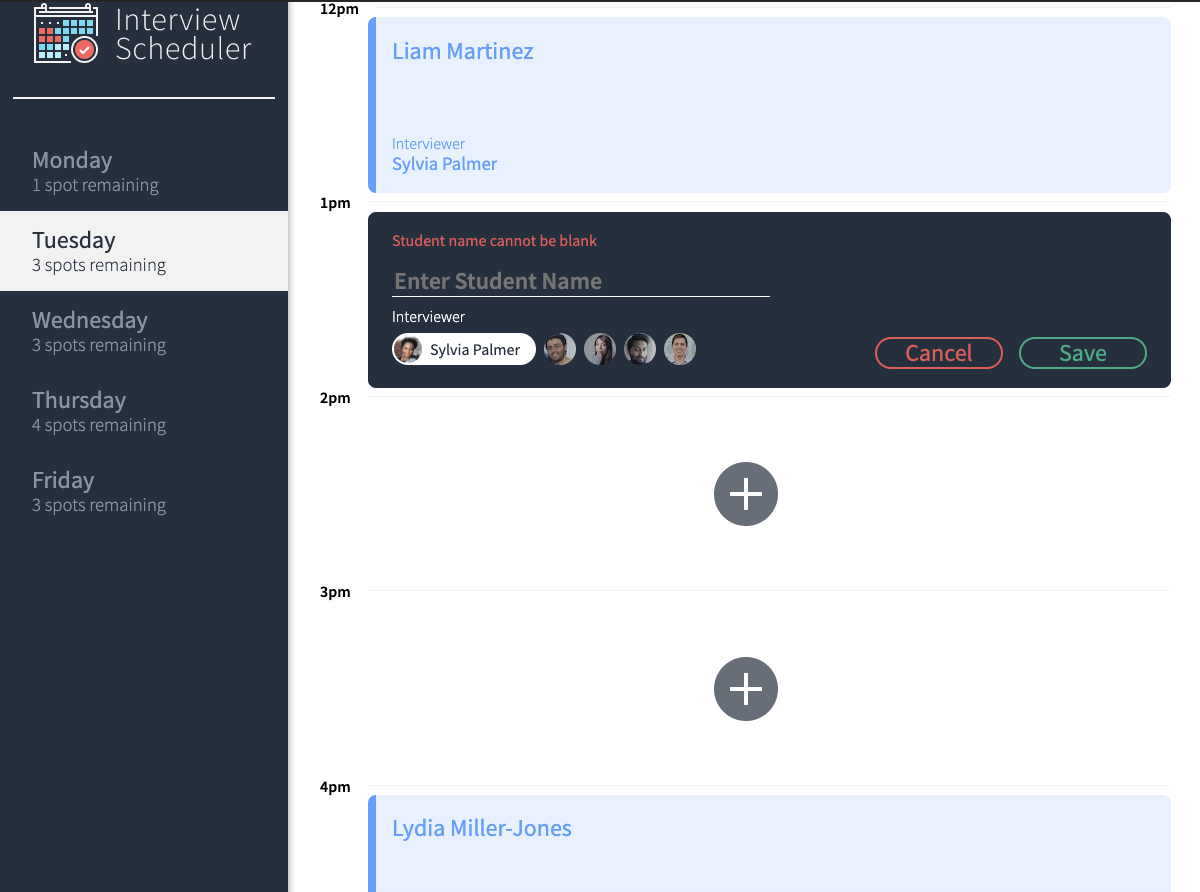 Interview
Scheduler
Monday
1 spot remaining
Tuesday
3 spots remaining
Wednesday
3 spots remaining
Thursday
4 spots remaining
Friday
3 spots remaining
12pm
Liam Martinez
Interviewer
Sylvia Palmer
1pm
Student name cannot be blank
Enter Student Name
Interviewer
Sylvia Palmer
Cancel
Save
2pm
3pm
4pm
Lydia Miller-Jones